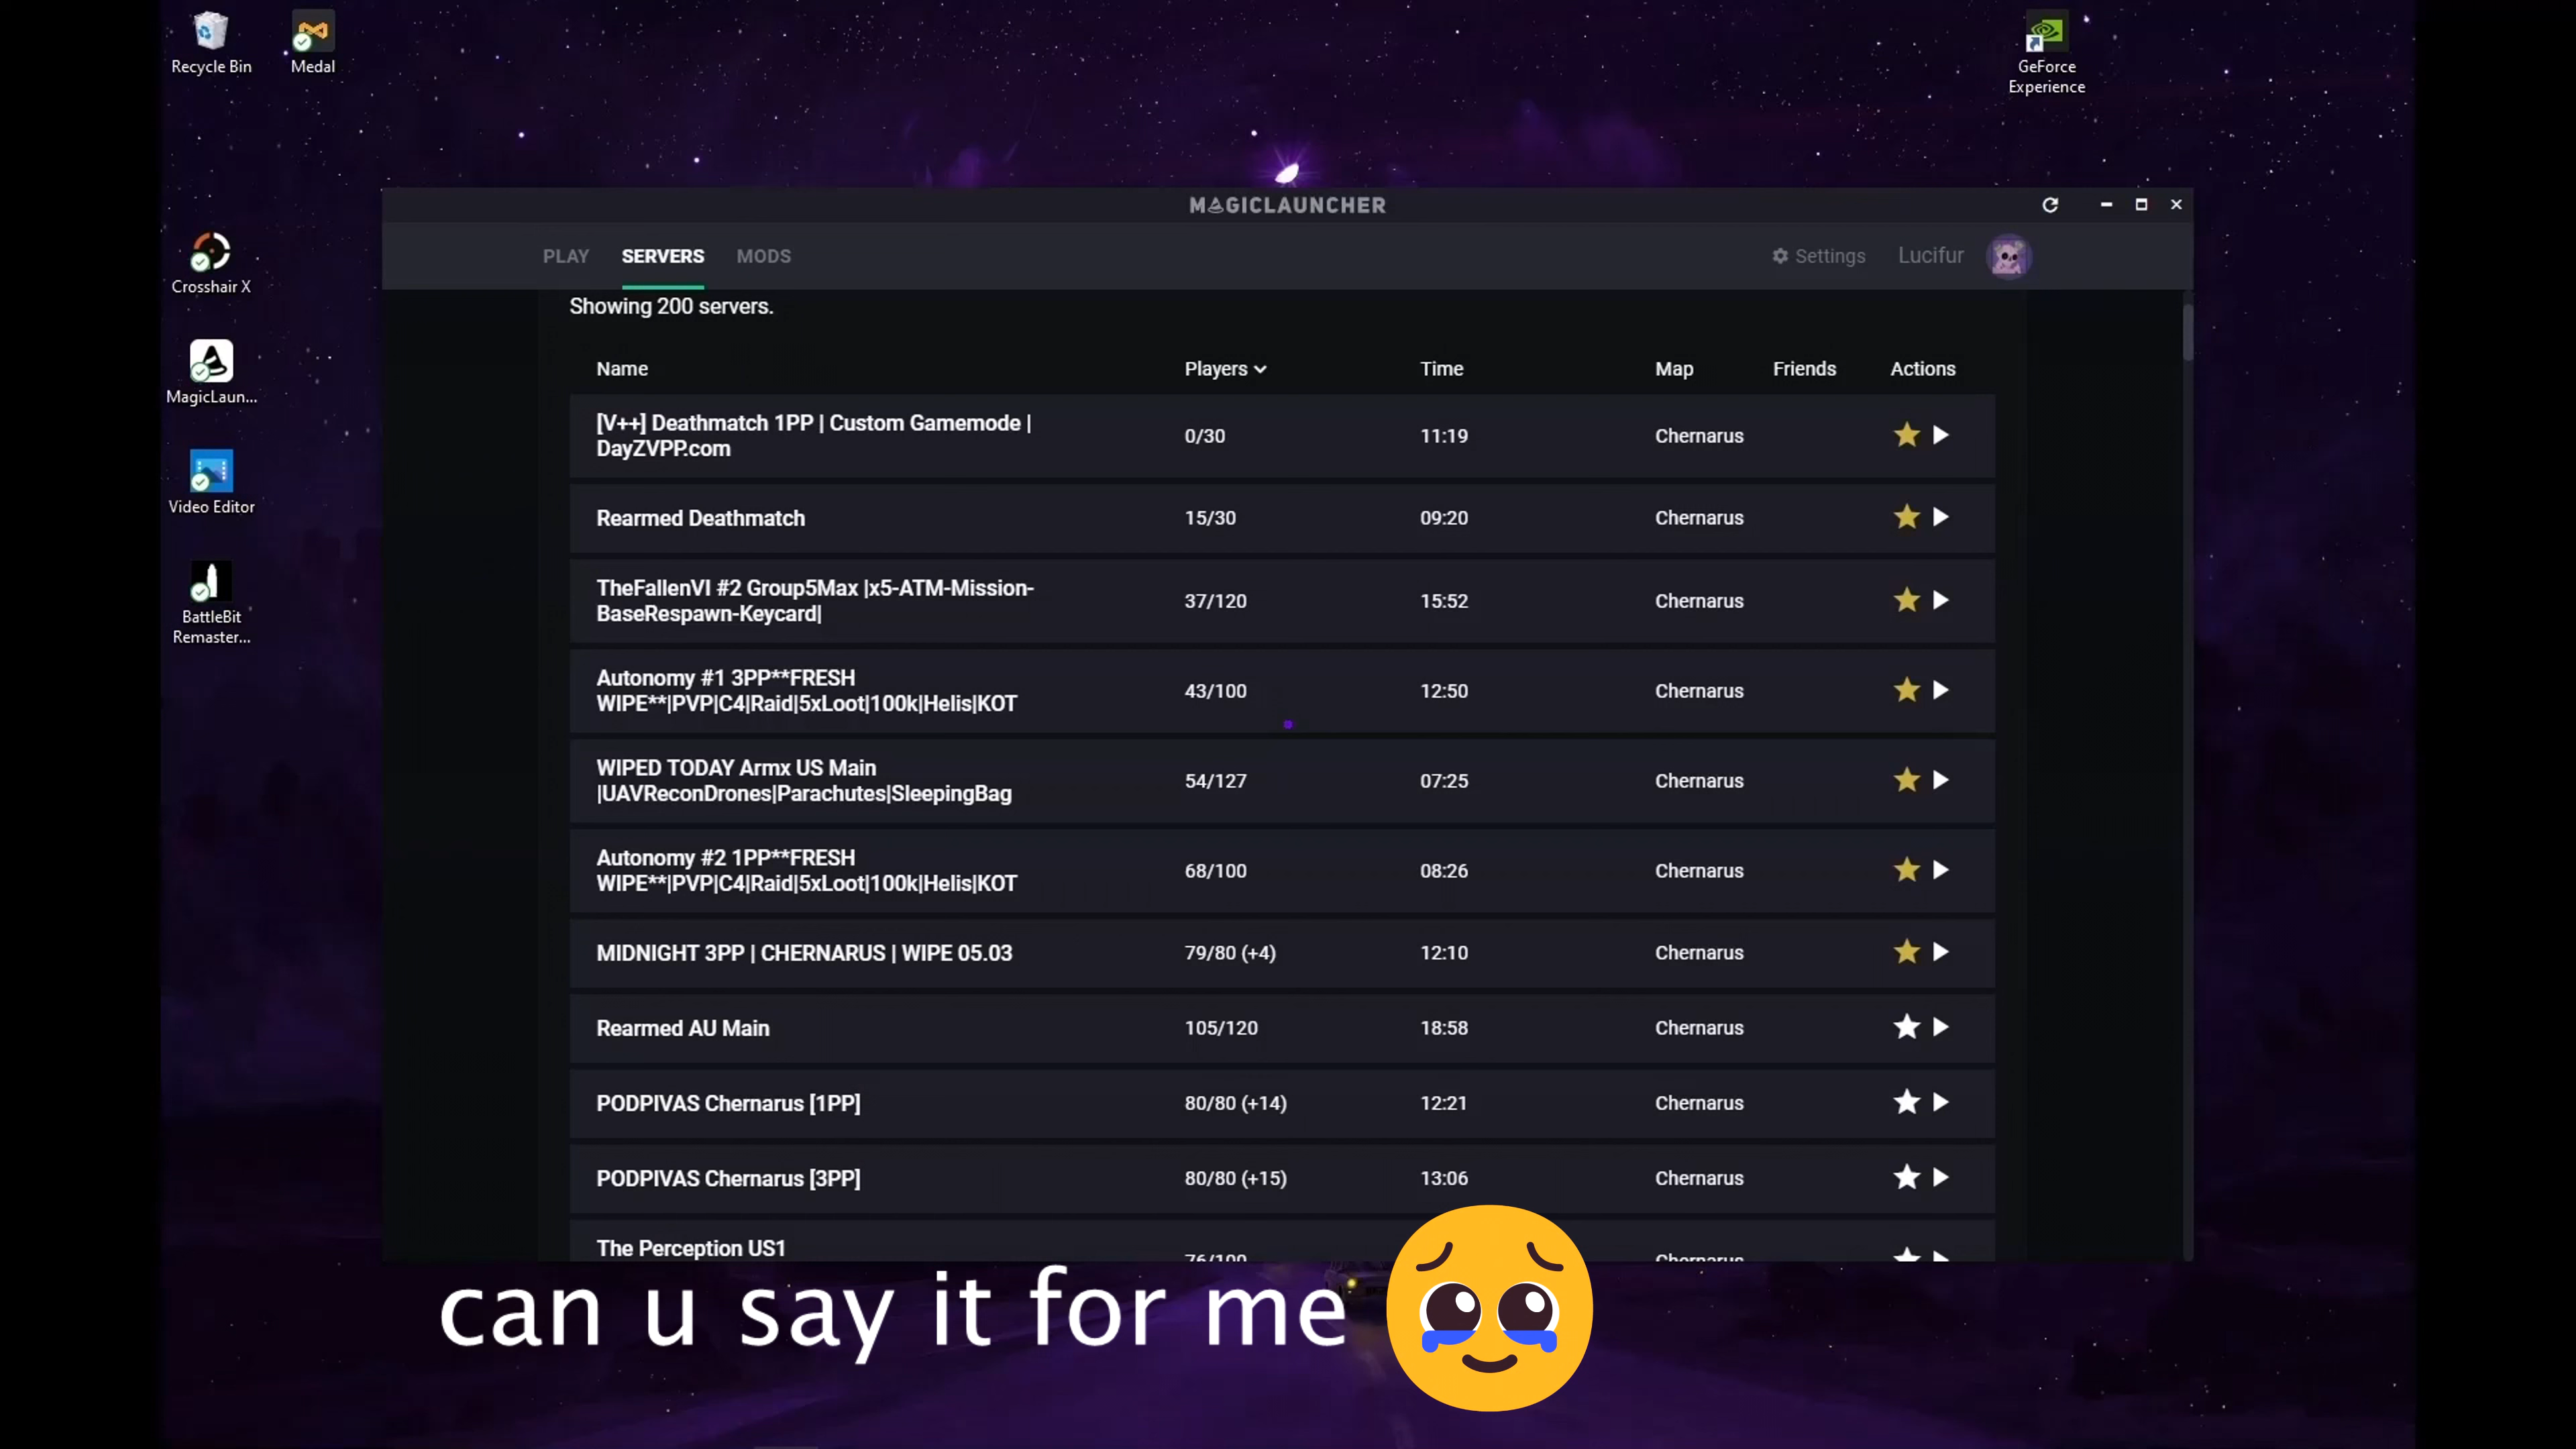 Recycle Bin
Medal
GeForce
Experience
MAGICLAUNCHER
PLAY SERVERS MODS
Settings Lucifur
Crosshair X
MagicLaun...
Video Editor
BattleBit
Remaster...
Showing 200 servers.
Name Players Time Map Friends Actions
[V++] Deathmatch 1PP | Custom Gamemode |
DayZVPP.com
0/30 11:19 Chernarus
Rearmed Deathmatch 15/30 09:20 Chernarus
TheFallenVI #2 Group5Max |x5-ATM-Mission-
BaseRespawn-Keycard|
37/120 15:52 Chernarus
Autonomy #1 3PP**FRESH
WIPE**|PVP|C4|Raid|5xLoot|100k|Helis|KOT
43/100 12:50 Chernarus
WIPED TODAY Armx US Main
|UAVReconDrones|Parachutes|SleepingBag
54/127 07:25 Chernarus
Autonomy #2 1PP**FRESH
WIPE**|PVP|C4|Raid|5xLoot|100k|Helis|KOT
68/100 08:26 Chernarus
MIDNIGHT 3PP | CHERNARUS | WIPE 05.03 79/80 (+4) 12:10 Chernarus
Rearmed AU Main 105/120 18:58 Chernarus
PODPIVAS Chernarus [1PP] 80/80 (+14) 12:21 Chernarus
PODPIVAS Chernarus [3PP] 80/80 (+15) 13:06 Chernarus
The Perception US1
76/100 Chernarus
can u say it for me 🥹